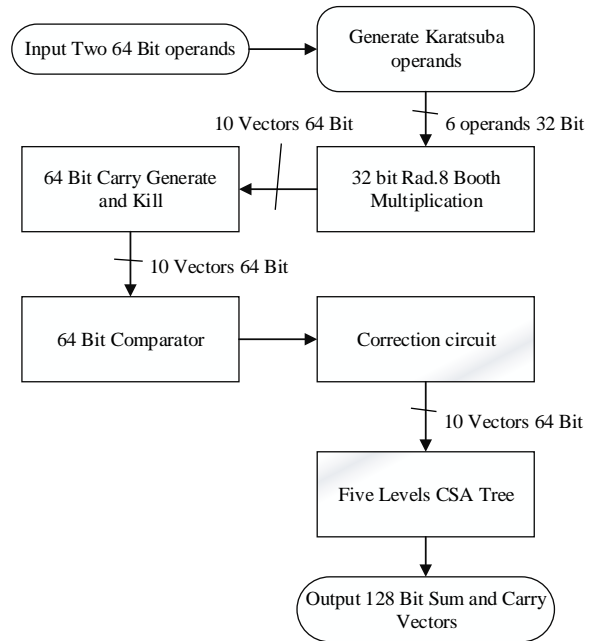 Input Two 64 Bit operands
Generate Karatsuba
operands
6 operands 32 Bit
10 Vectors 64 Bit
32 bit Rad.8 Booth
Multiplication
64 Bit Carry Generate
and Kill
10 Vectors 64 Bit
64 Bit Comparator
Correction circuit
10 Vectors 64 Bit
Five Levels CSA Tree
Output 128 Bit Sum and Carry
Vectors